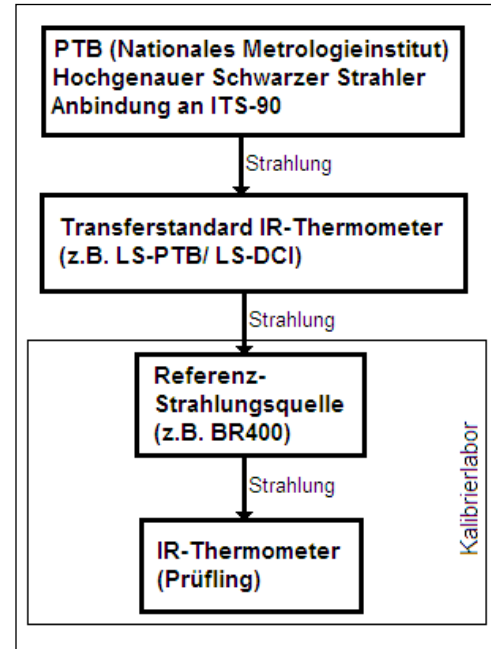 PTB (Nationales Metrologieinstitut)
Hochgenauer Schwarzer Strahler
Anbindung an ITS-90
Strahlung
Transferstandard IR-Thermometer
(z.B. LS-PTB/ LS-DCI)
Strahlung
Referenz-
Strahlungsquelle
(z.B. BR400)
Strahlung
IR-Thermometer
(Prüfling)
Kalibrierlabor